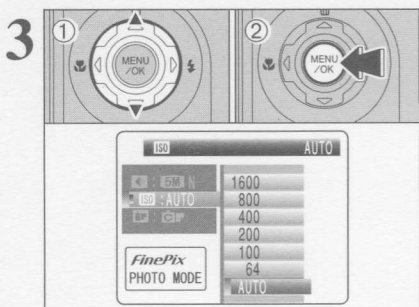 3
① ②
MENU /OK
MENU /OK
ISO AUTO
5M N
ISO :AUTO
1600
800
400
200
100
64
AUTO
FinePix
PHOTO MODE